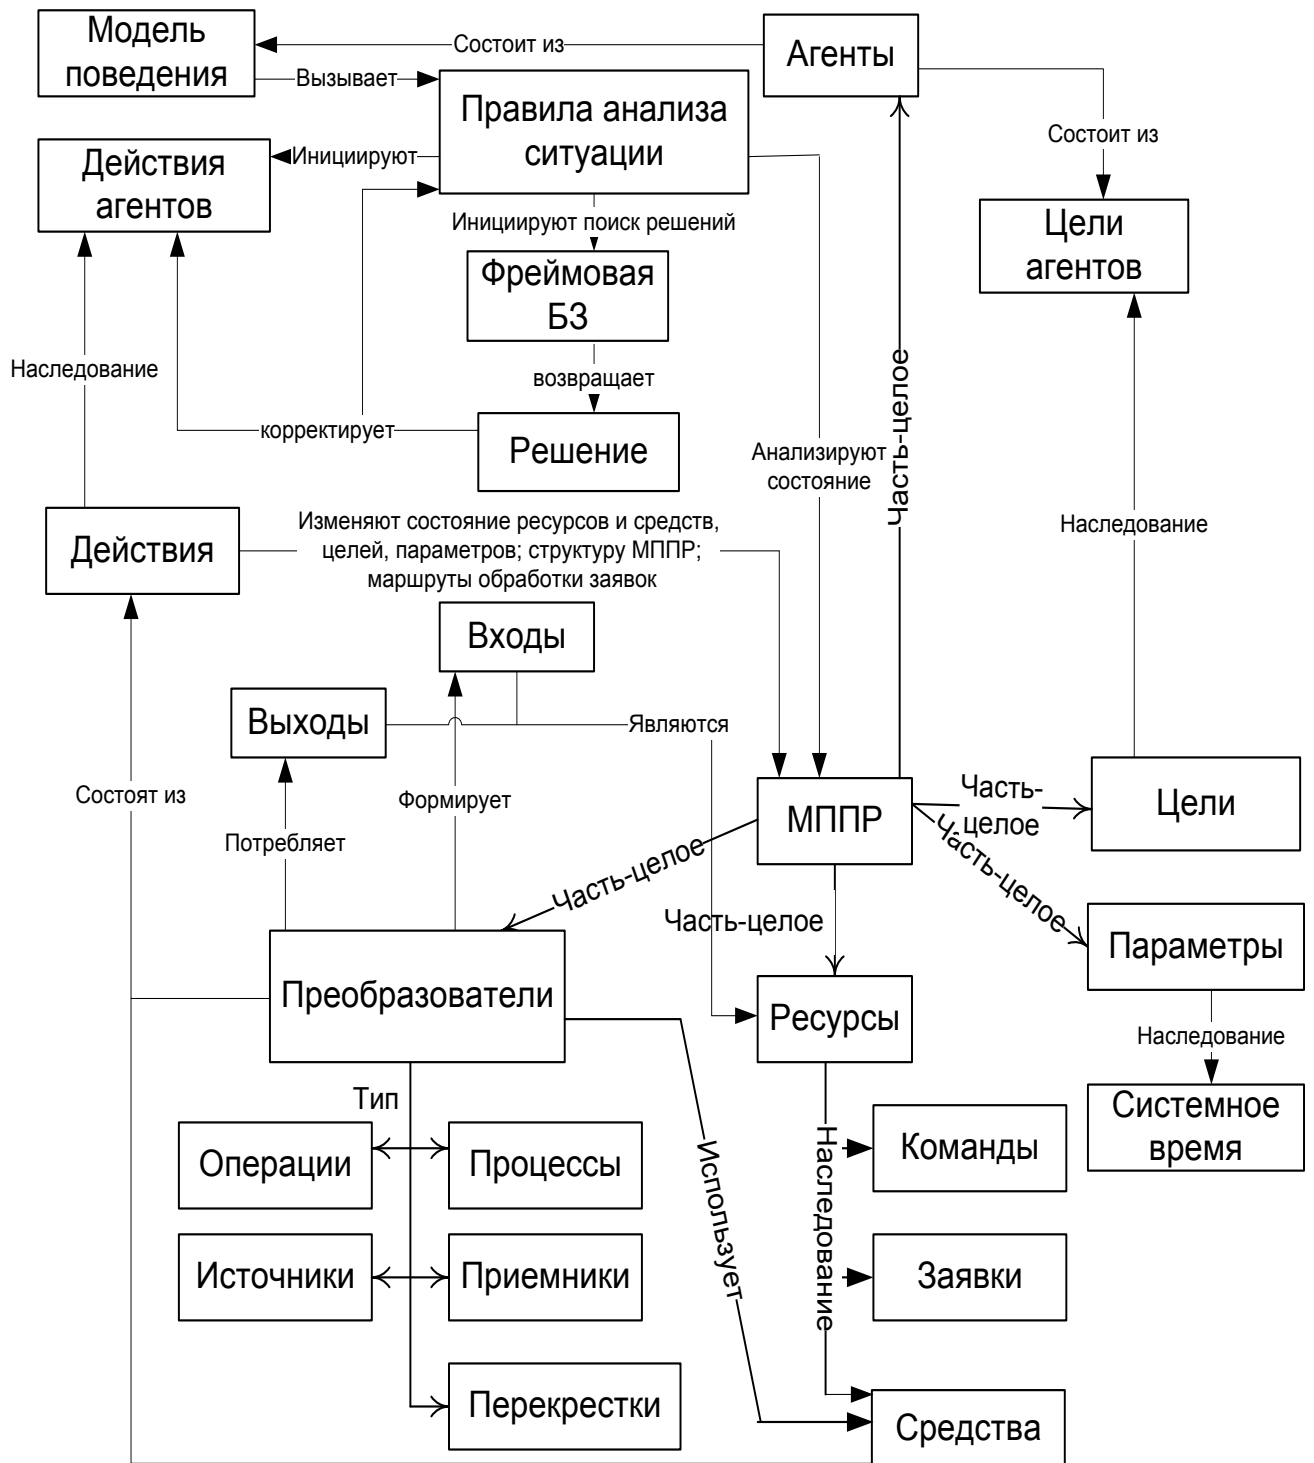 Модель
поведения
Состоит из
Агенты
Вызывает
Правила анализа
ситуации
Состоит из
Действия
агентов
Инициируют
Инициируют поиск решений
Цели
агентов
Фреймовая
БЗ
Наследование
возвращает
Часть-целое
корректирует
Решение
Анализируют
состояние
Действия
Изменяют состояние ресурсов и средств,
целей, параметров; структуру МППР;
маршруты обработки заявок
Наследование
Входы
Выходы
Являются
Состоят из
Формирует
Потребляет
МППР
Часть-
целое
Цели
Часть-целое
Часть-целое
Часть-целое
Параметры
Преобразователи
Ресурсы
Наследование
Тип
Системное
время
Операции
Процессы
Использует
Наследование
Команды
Источники
Приемники
Заявки
Перекрестки
Средства